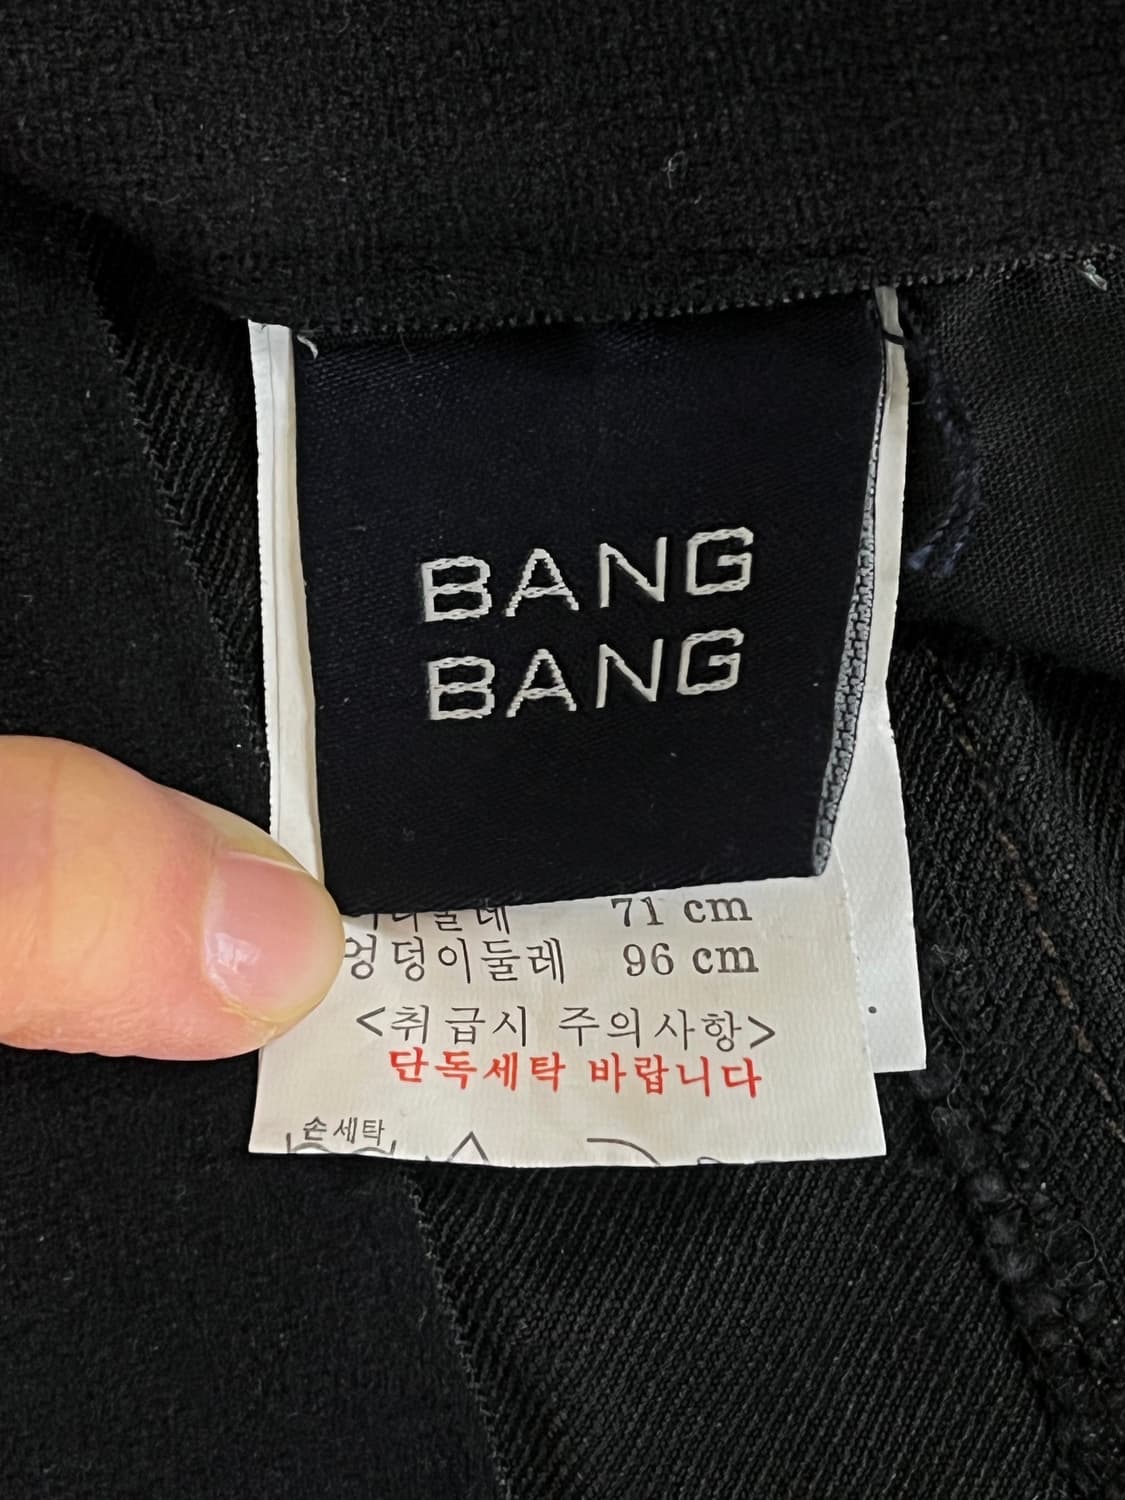 BANG
BANG
71 cm
엉덩이둘레 96 cm
<취급시 주의사항>
단독세탁 바랍니다
손세탁